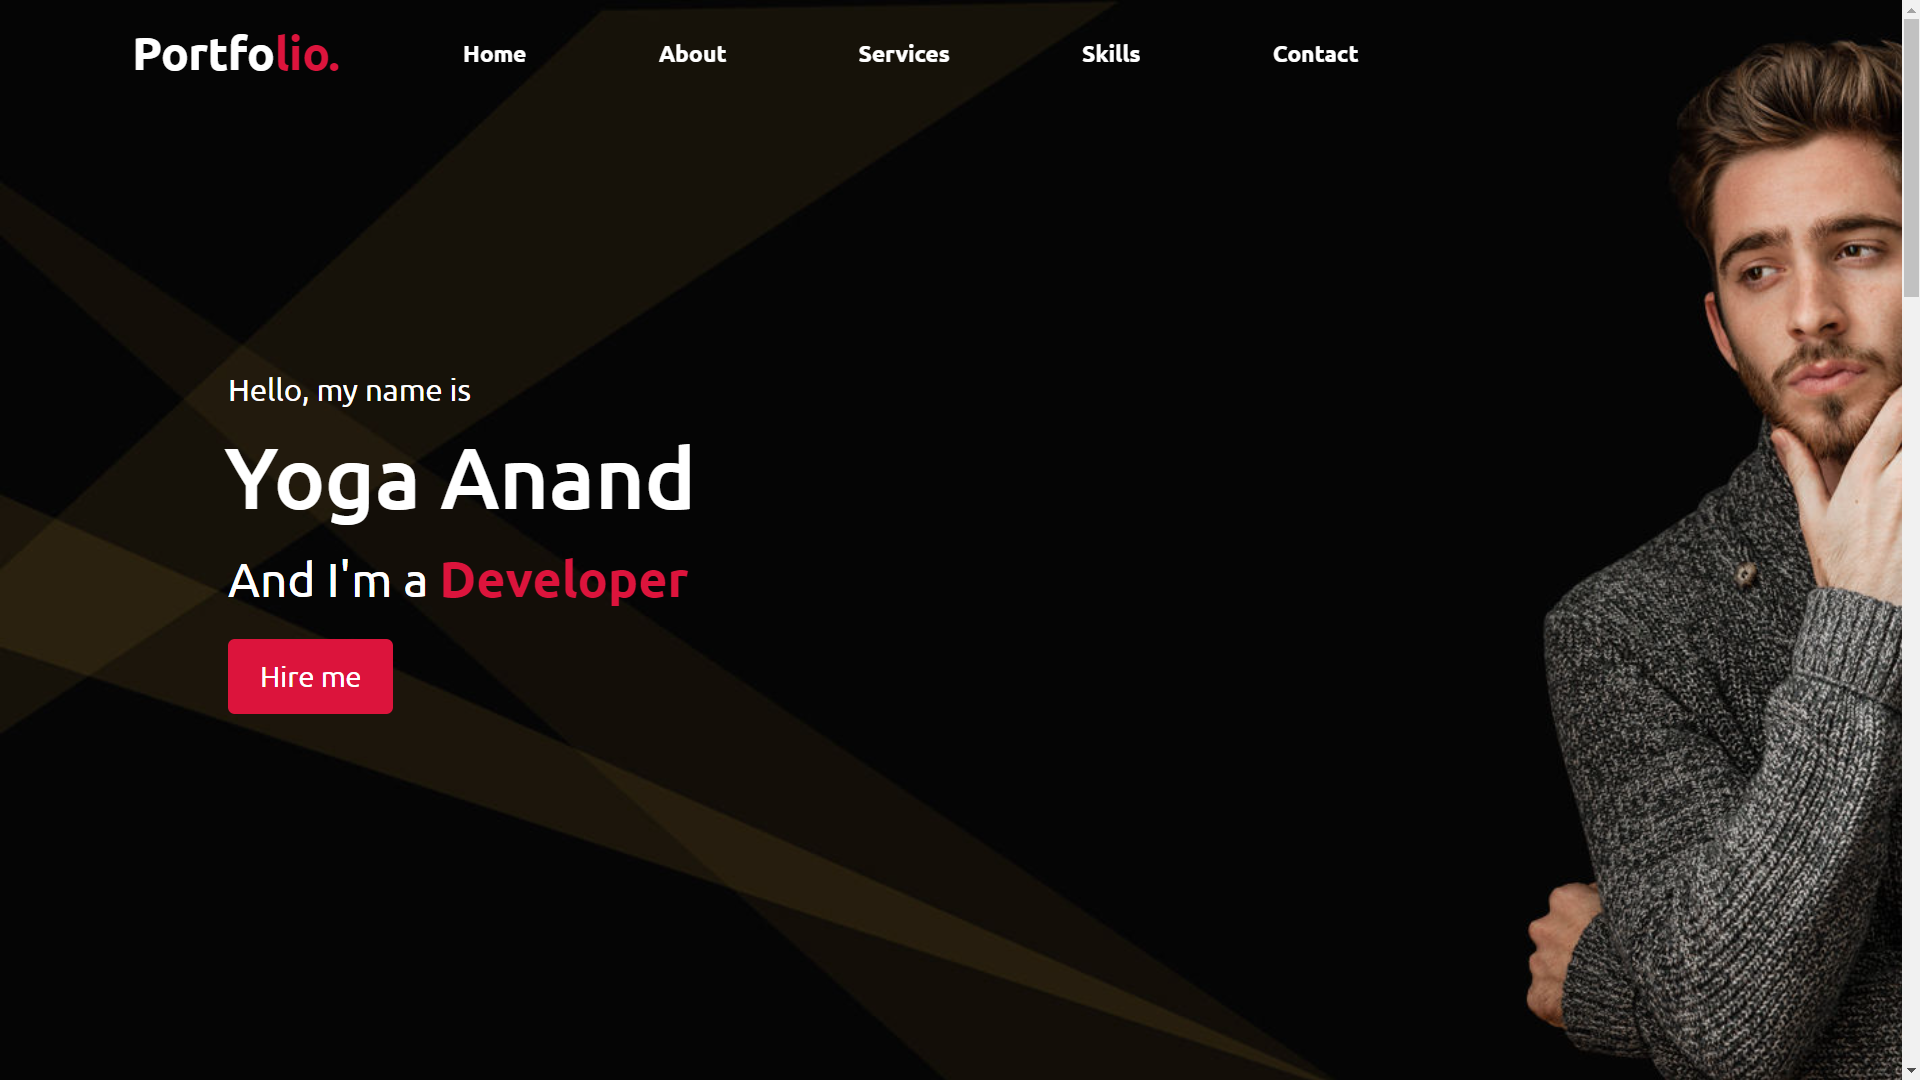 Portfolio.
Home
About
Services
Skills
Contact
Hello, my name is
Yoga Anand
And I'm a Developer
Hire me